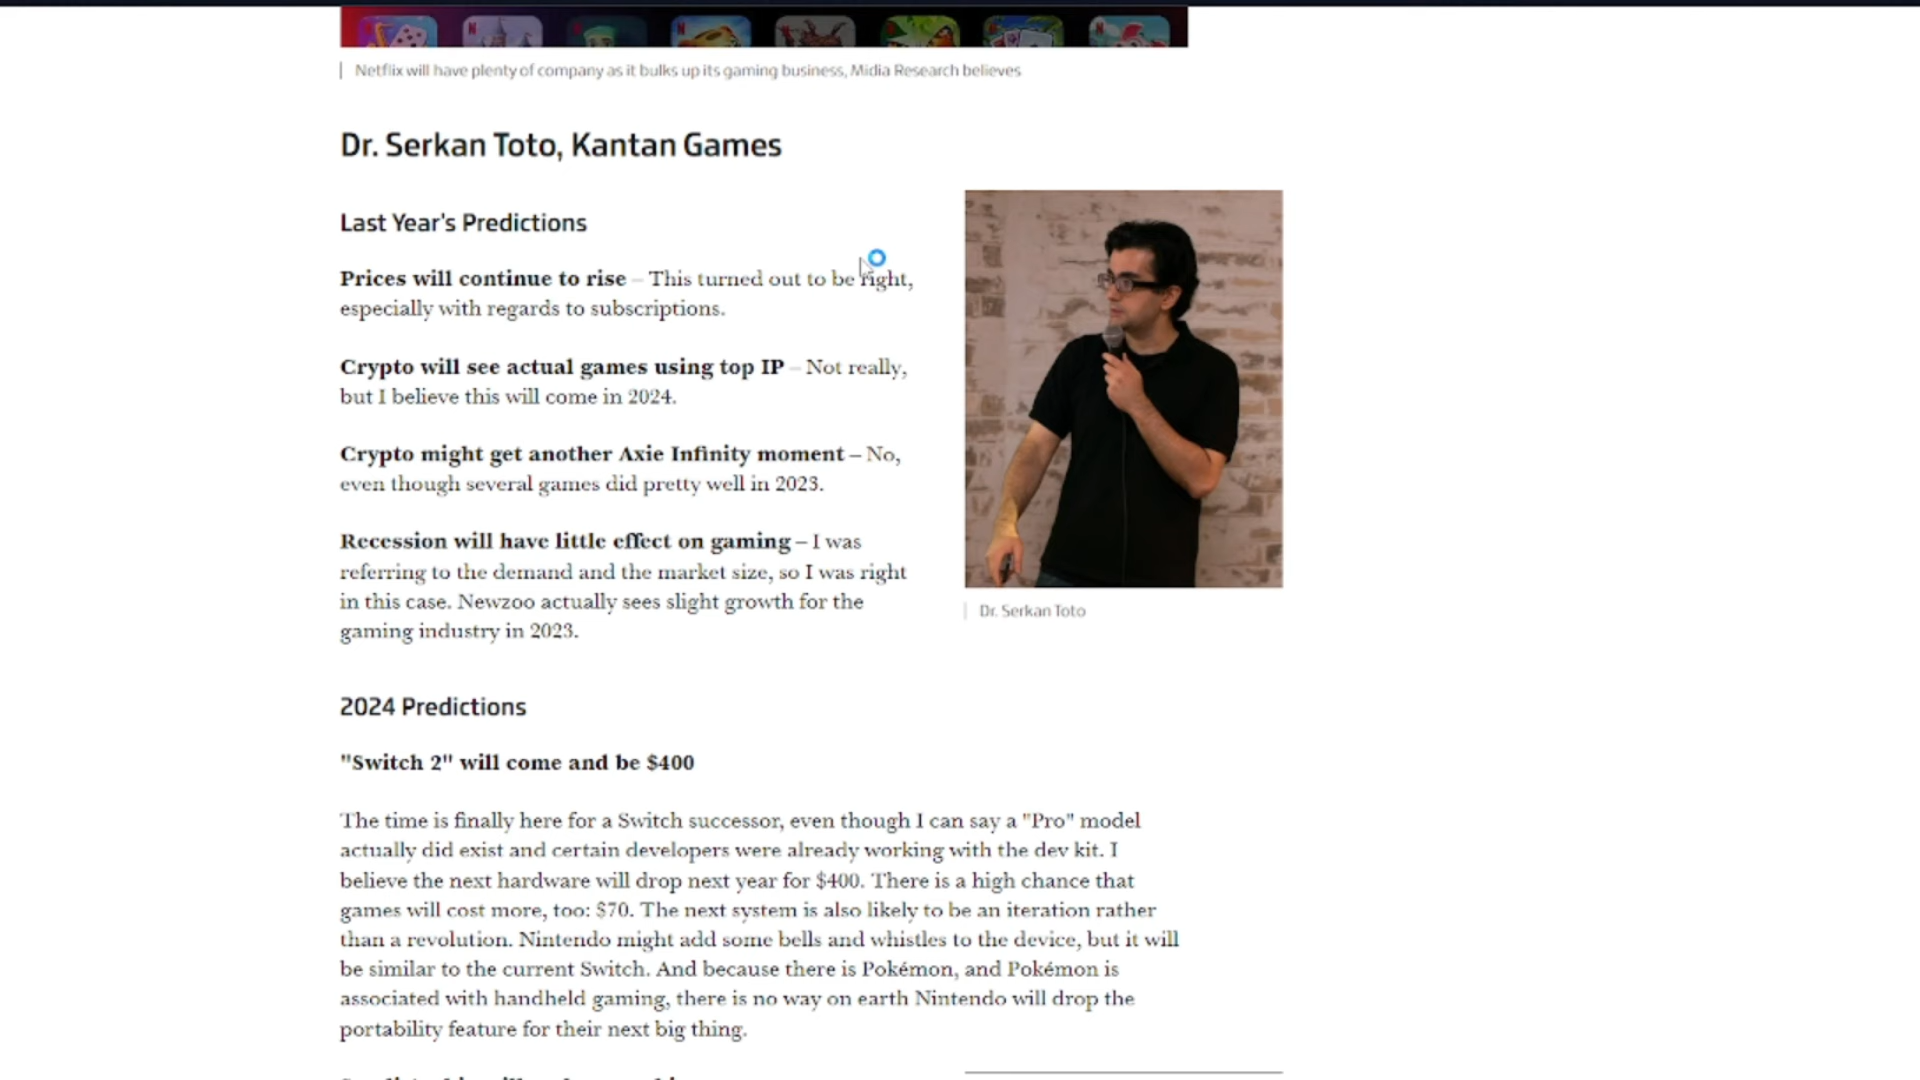 Netflix will have plenty of company as it bulks up its gaming business, Midia Research believes
Dr. Serkan Toto, Kantan Games
Last Year's Predictions
Prices will continue to rise – This turned out to be right,
especially with regards to subscriptions.
Crypto will see actual games using top IP – Not really,
but I believe this will come in 2024.
Crypto might get another Axie Infinity moment – No,
even though several games did pretty well in 2023.
Recession will have little effect on gaming – I was
referring to the demand and the market size, so I was right
in this case. Newzoo actually sees slight growth for the
gaming industry in 2023.
Dr. Serkan Toto
2024 Predictions
"Switch 2" will come and be $400
The time is finally here for a Switch successor, even though I can say a "Pro" model
actually did exist and certain developers were already working with the dev kit. I
believe the next hardware will drop next year for $400. There is a high chance that
games will cost more, too: $70. The next system is also likely to be an iteration rather
than a revolution. Nintendo might add some bells and whistles to the device, but it will
be similar to the current Switch. And because there is Pokémon, and Pokémon is
associated with handheld gaming, there is no way on earth Nintendo will drop the
portability feature for their next big thing.